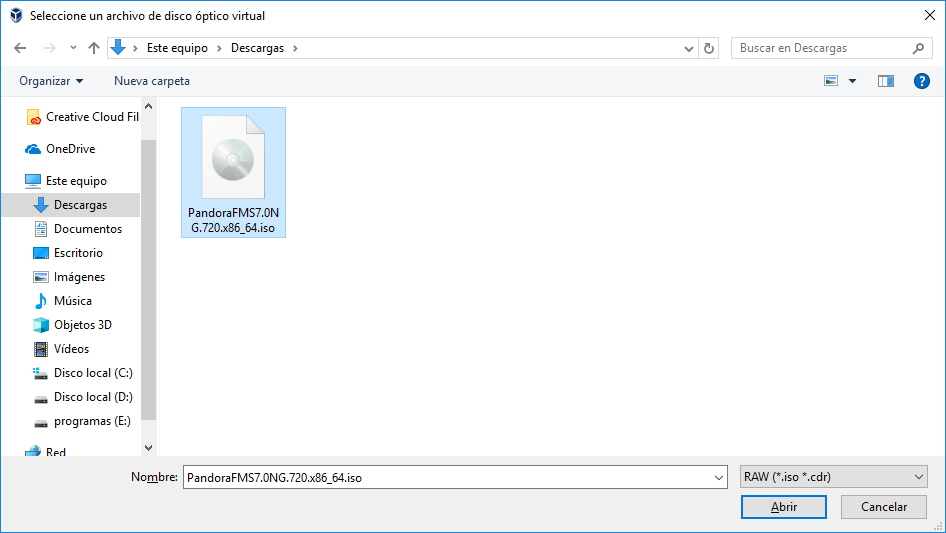 Seleccione un archivo de disco óptico virtual
Este equipo
Descargas
Buscar en Descargas
Organizar
Nueva carpeta
?
Creative Cloud Fil
OneDrive
Este equipo
Descargas
Documentos
Escritorio
Imágenes
Música
Objetos 3D
Vídeos
Disco local (C:)
Disco local (D:)
programas (E:)
Red
PandoraFMS7.0N
G.720.x86_64.iso
Nombre:
PandoraFMS7.0NG.720.x86_64.iso
RAW (*.iso *.cdr)
Abrir
Cancelar